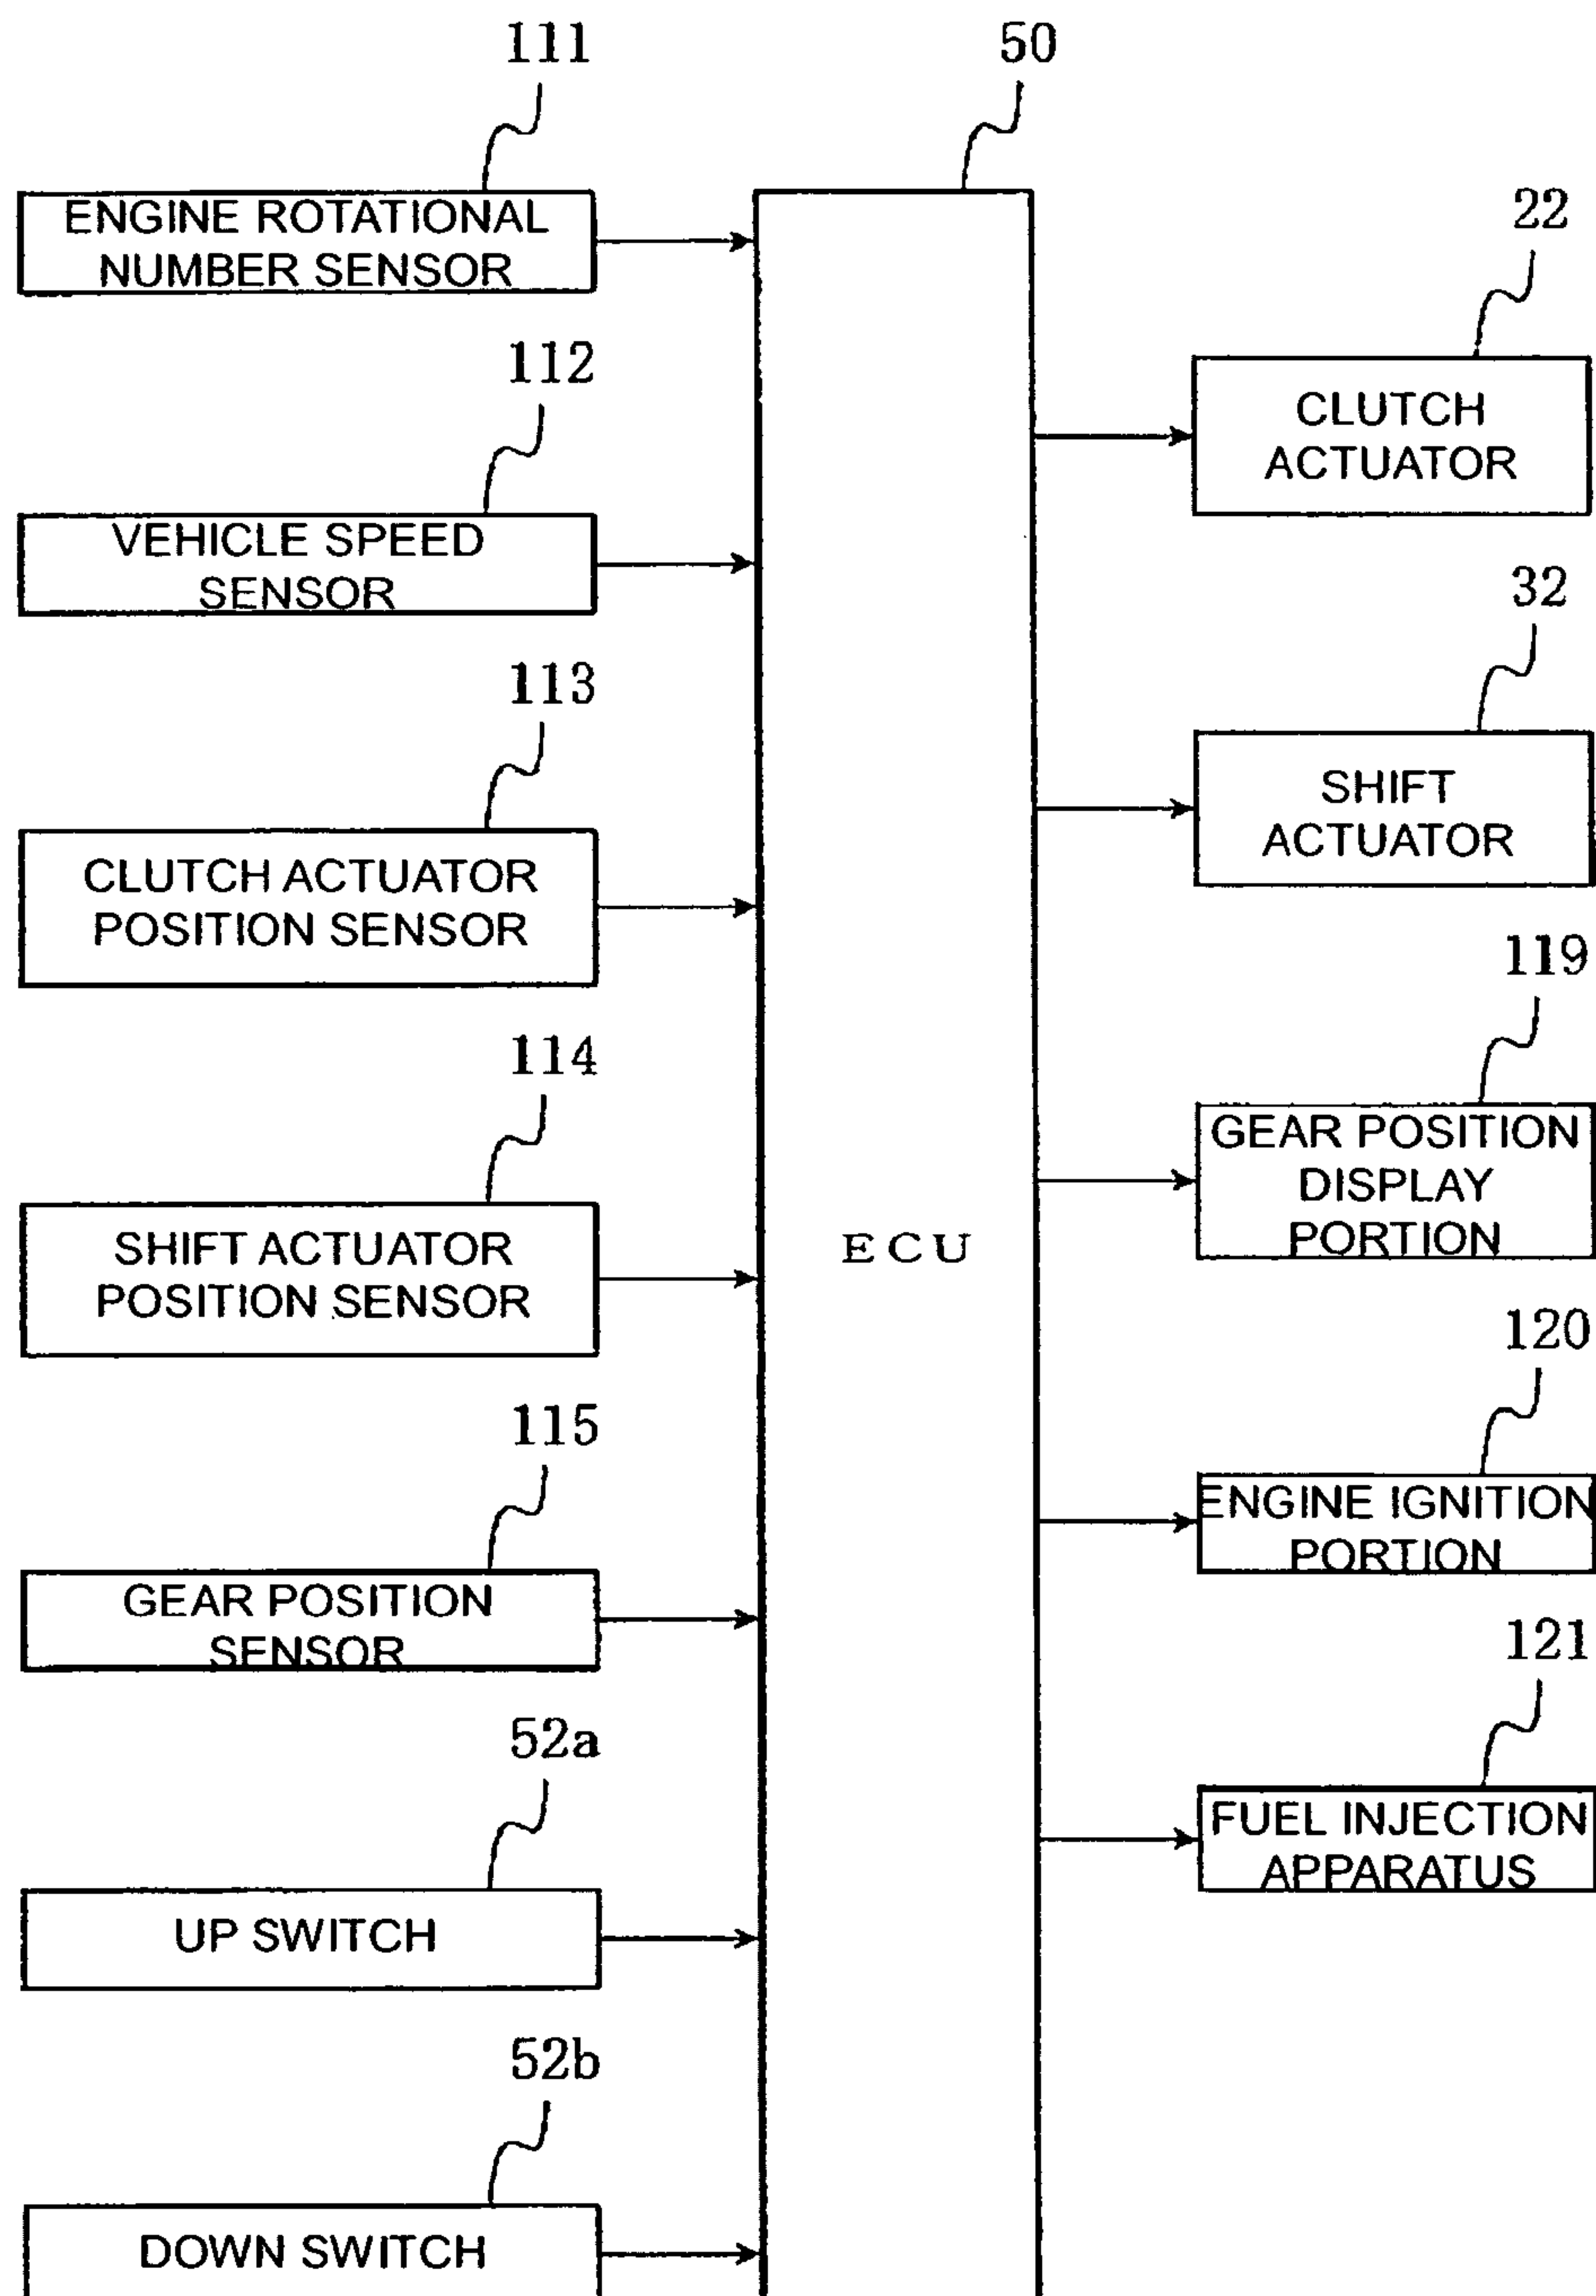 111
ENGINE ROTATIONAL
NUMBER SENSOR
112
VEHICLE SPEED
SENSOR
113
CLUTCH ACTUATOR
POSITION SENSOR
114
SHIFT ACTUATOR
POSITION SENSOR
115
GEAR POSITION
SENSOR
52a
UP SWITCH
52b
DOWN SWITCH
50
ECU
22
CLUTCH
ACTUATOR
32
SHIFT
ACTUATOR
119
GEAR POSITION
DISPLAY
PORTION
120
ENGINE IGNITION
PORTION
121
FUEL INJECTION
APPARATUS